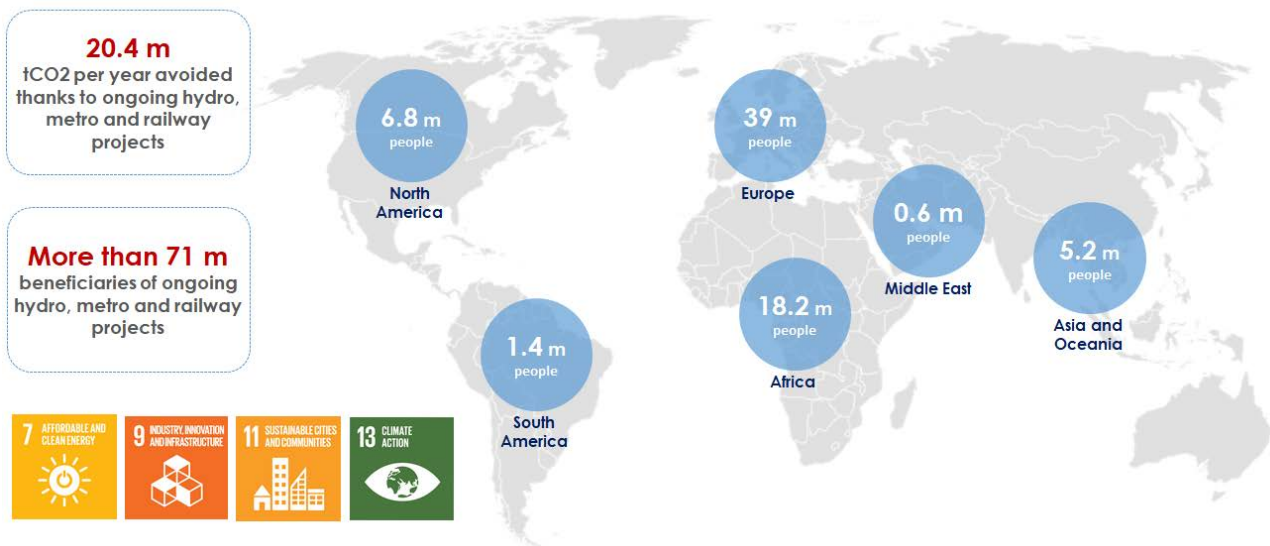 20.4 m
tCO2 per year avoided
thanks to ongoing hydro,
metro and railway
projects
More than 71 m
beneficiaries of ongoing
hydro, metro and railway
projects
6.8 m
people
North
America
39 m
people
Europe
0.6 m
people
Middle East
5.2 m
people
Asia and
Oceania
18.2 m
people
Africa
1.4 m
people
South
America
7 AFFORDABLE AND
CLEAN ENERGY
9 INDUSTRY, INNOVATION
AND INFRASTRUCTURE
11 SUSTAINABLE CITIES
AND COMMUNITIES
13 CLIMATE
ACTION